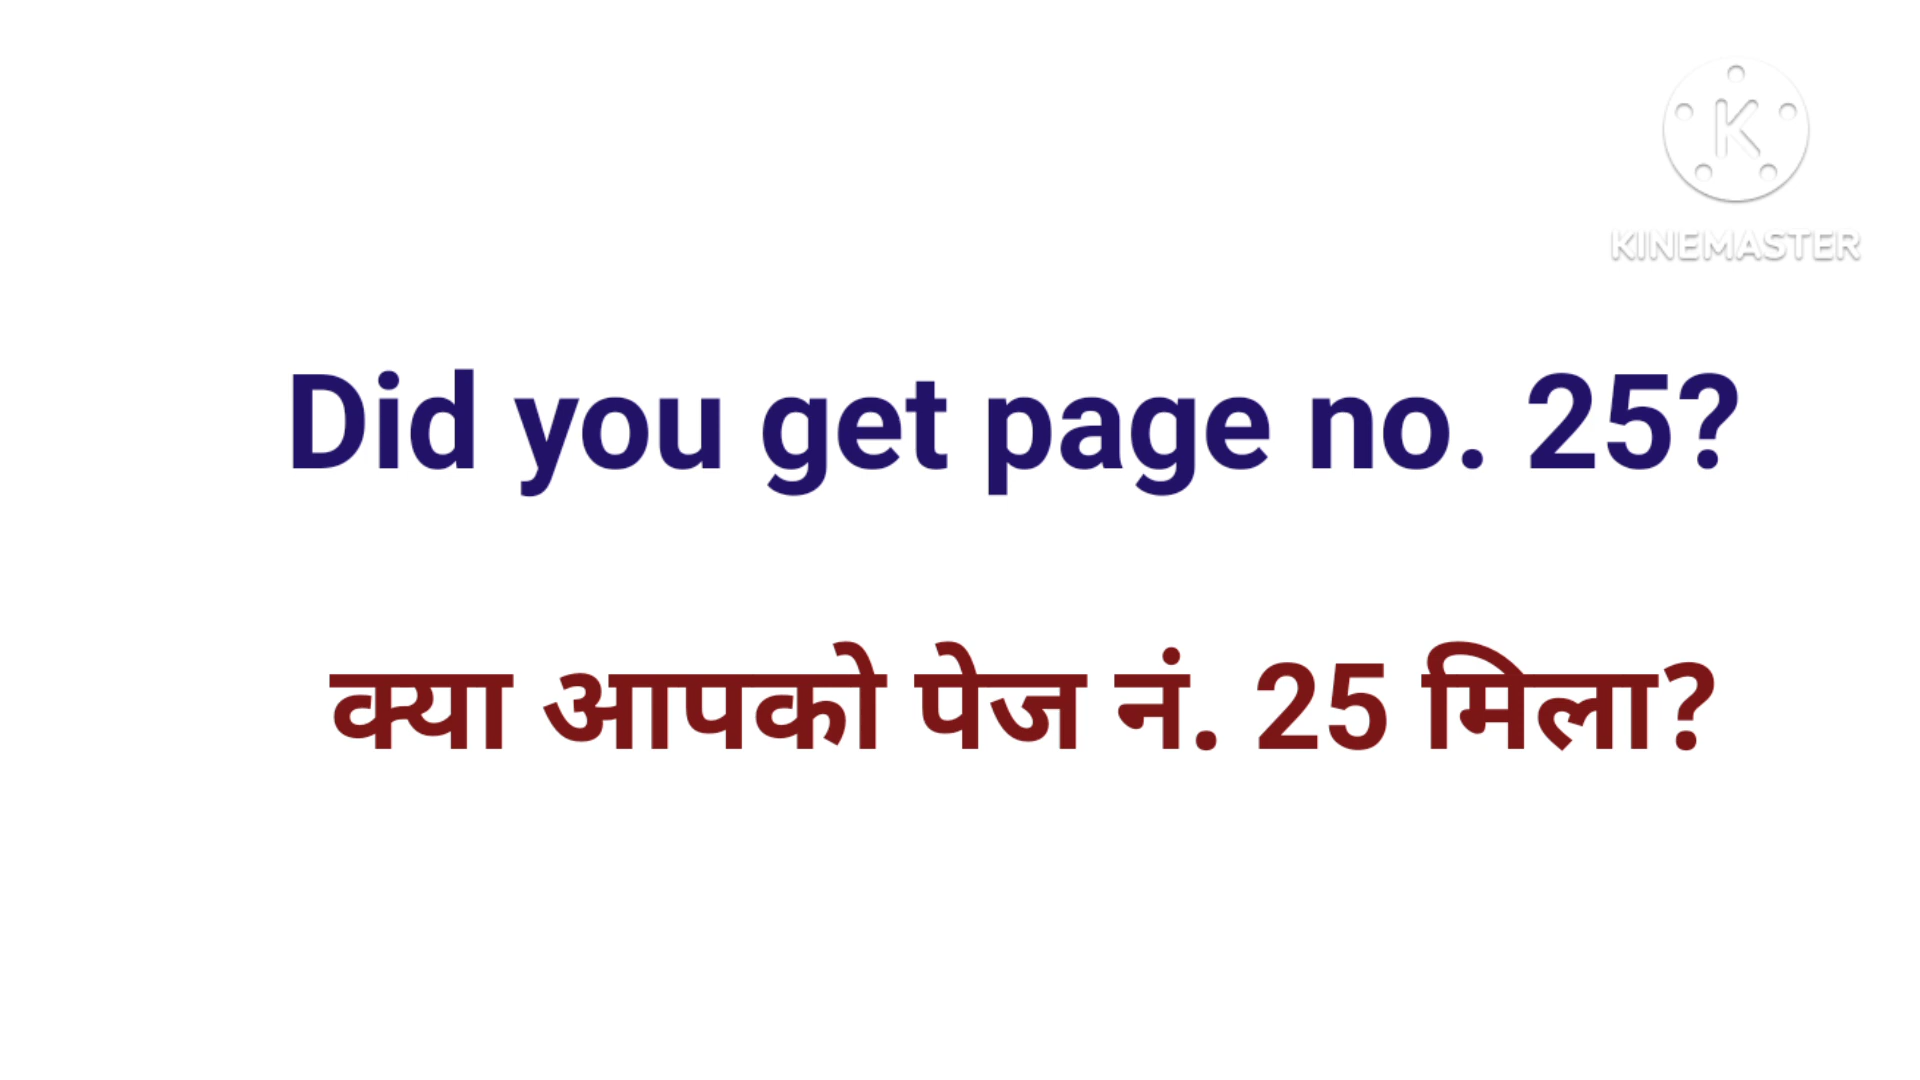 K
KINEMASTER
Did you get page no. 25?
क्या आपको पेज नं. 25 मिला?